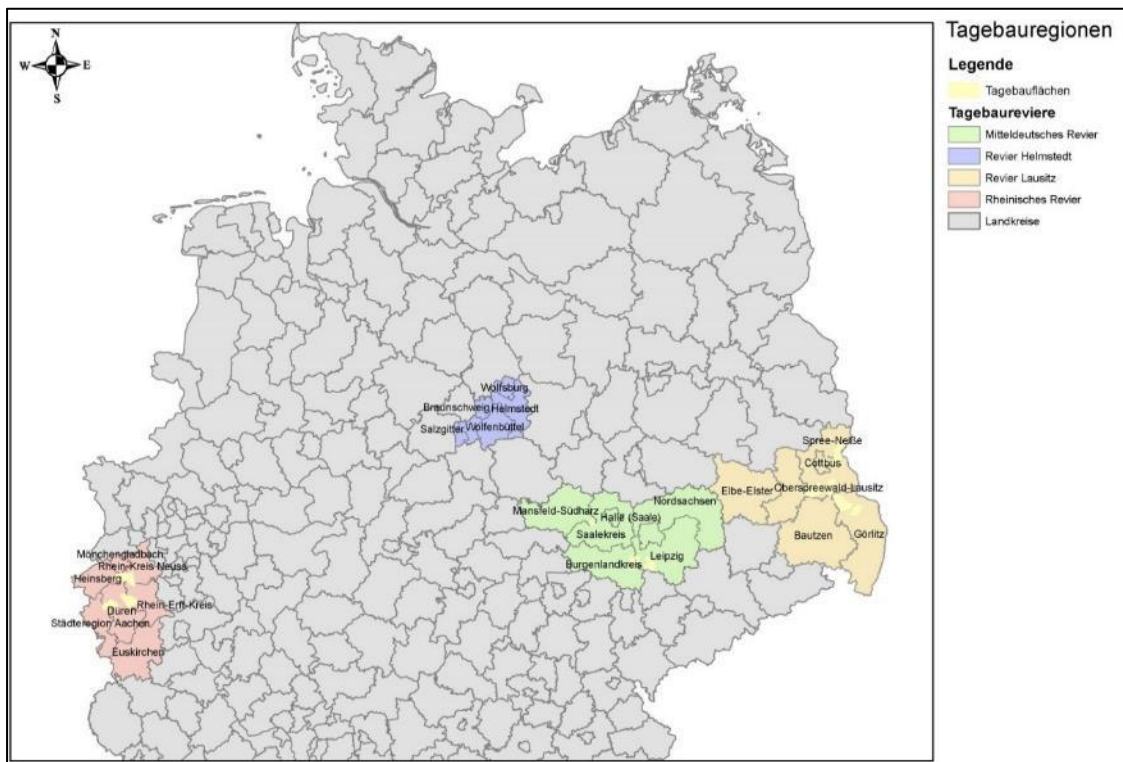 N
W E
S
Tagebauregionen
Legende
Tagebauflächen
Tagebaureviere
Mitteldeutsches Revier
Revier Helmstedt
Revier Lausitz
Rheinisches Revier
Landkreise
Wolfsburg
Braunschweig Helmstedt
Salzgitter Wolfenbüttel
Spree-Neiße
Cottbus
Elbe-Elster Oberspreewald-Lausitz
Nordsachsen
Mansfeld-Südharz Halle (Saale)
Saalekreis
Bautzen Görlitz
Burgenlandkreis Leipzig
Mönchengladbach
Rhein-Kreis Neuss
Heinsberg
Rhein-Erft-Kreis
Düren
Städteregion Aachen
Euskirchen